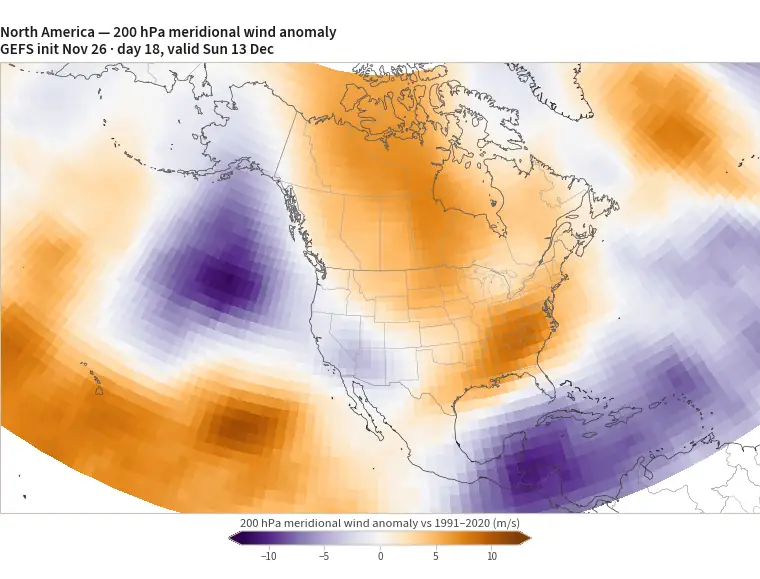 North America — 200 hPa meridional wind anomaly
GEFS init Nov 26 · day 18, valid Sun 13 Dec
200 hPa meridional wind anomaly vs 1991–2020 (m/s)
−10 −5 0 5 10